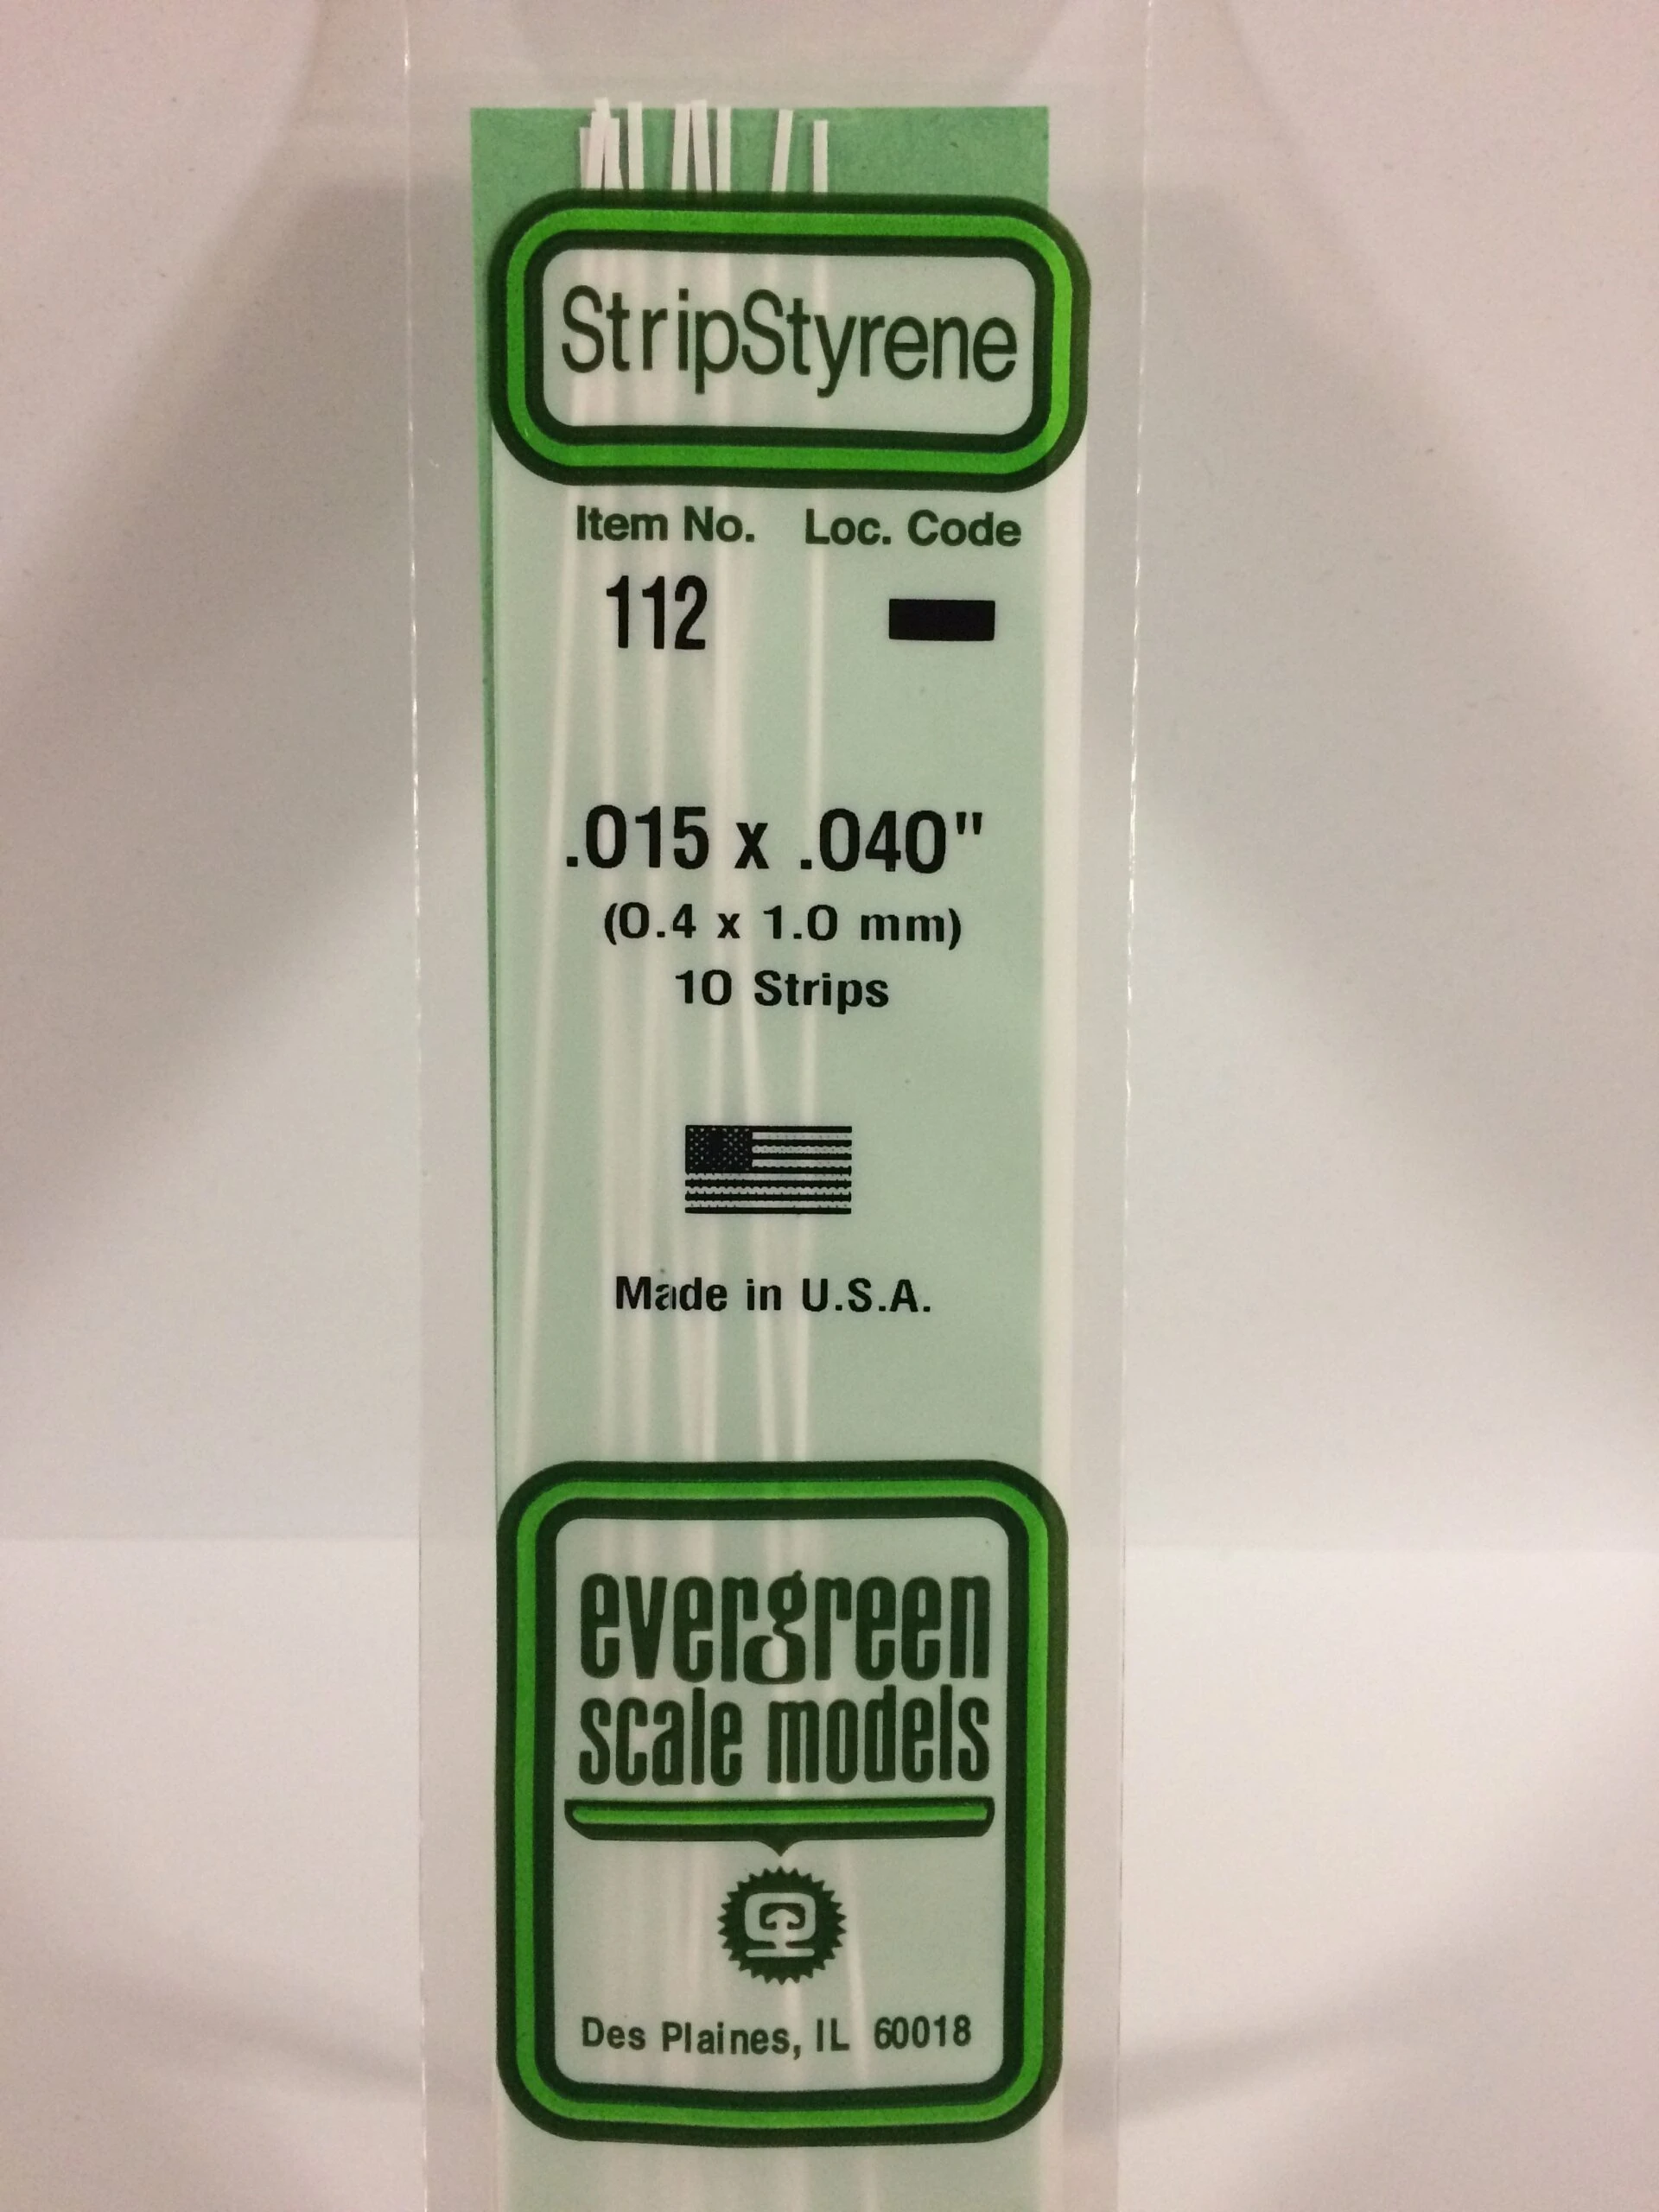 StripStyrene
Item No. Loc. Code
112
.015 x .040"
(0.4 x 1.0 mm)
10 Strips
Made in U.S.A.
evergreen
scale models
Des Plaines, IL 60018